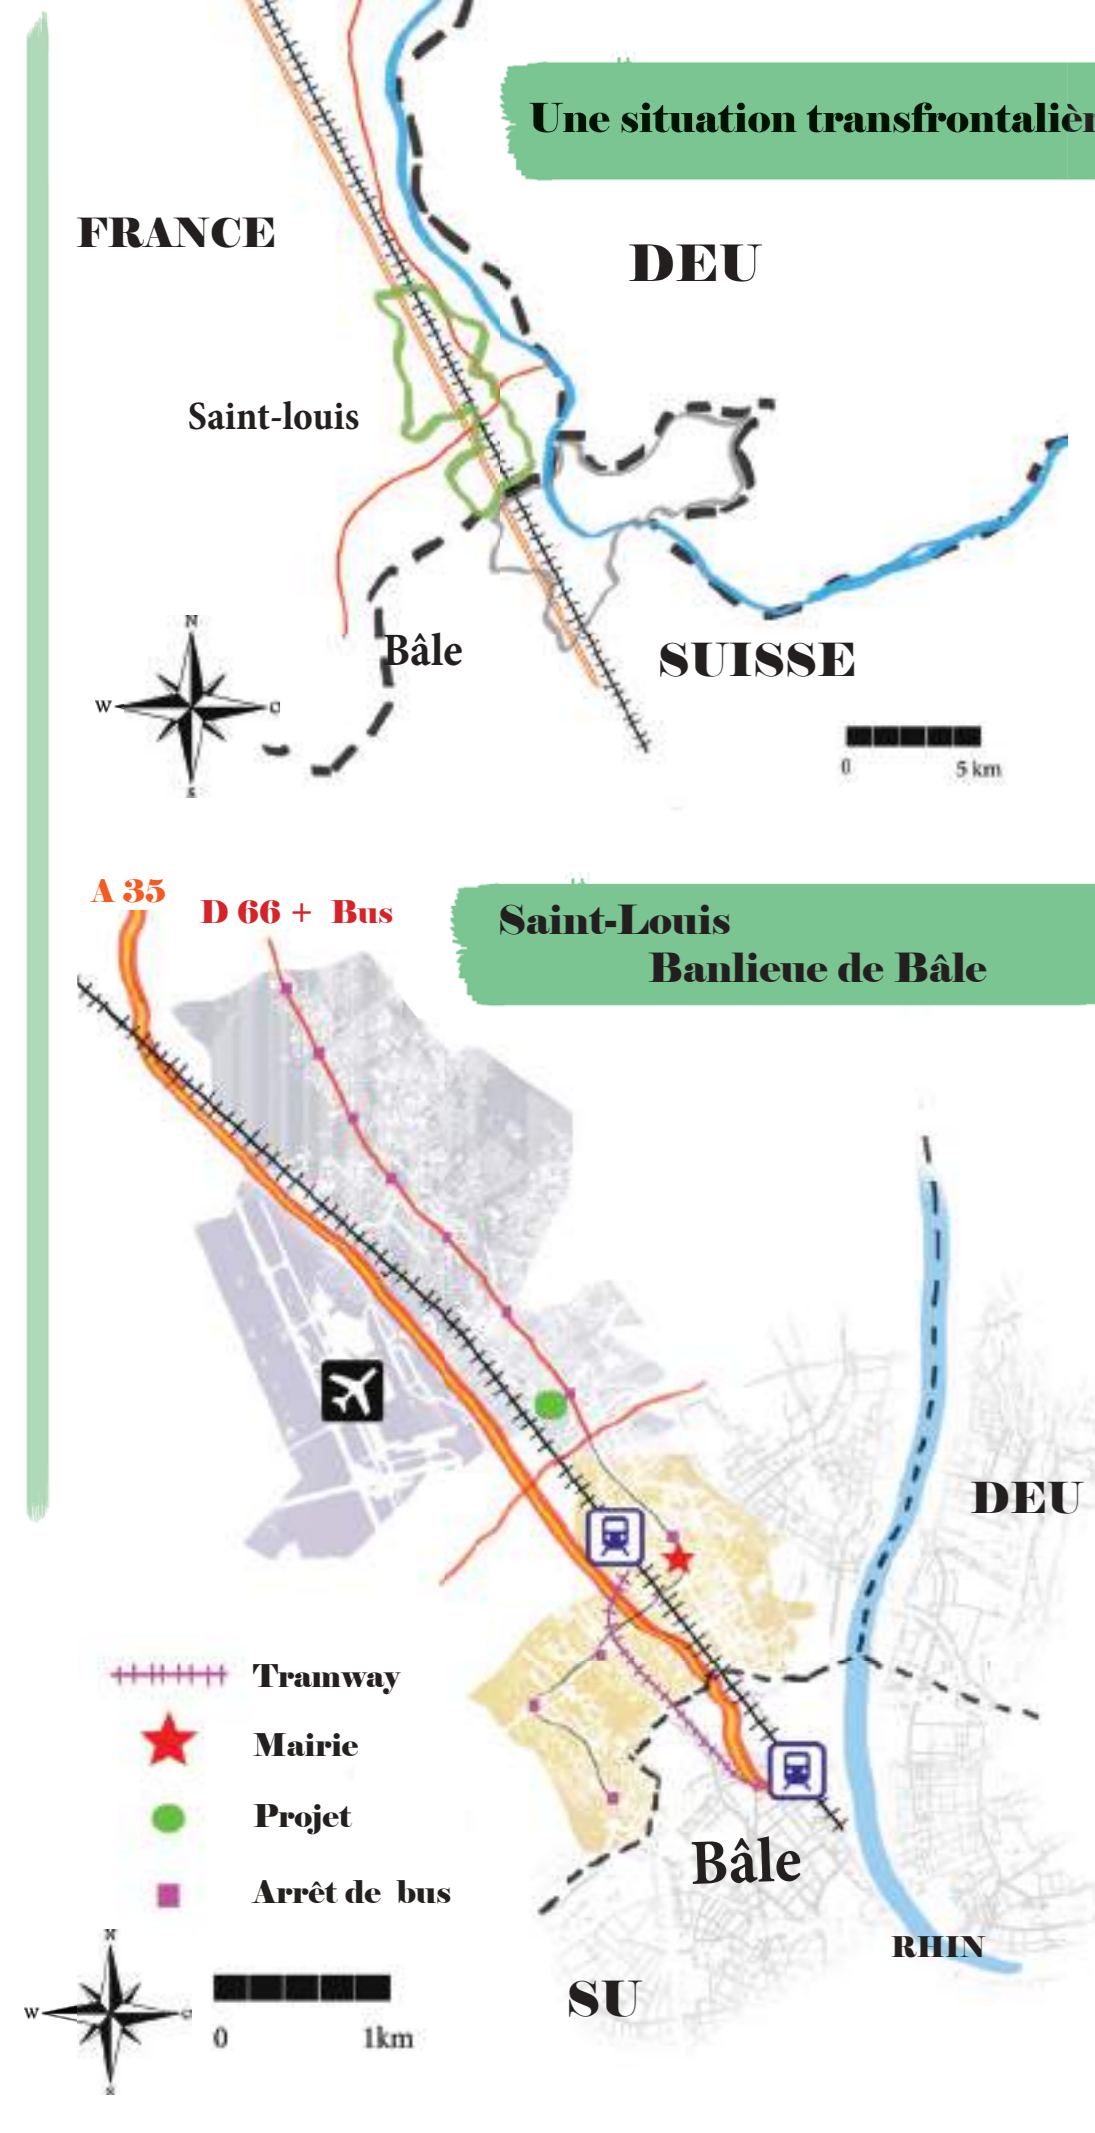 Une situation transfrontalièr
FRANCE
DEU
Saint-louis
Bâle
SUISSE
N
W
S
0
5 km
A 35
D 66 + Bus
Saint-Louis
Banlieue de Bâle
DEU
Tramway
Mairie
Projet
Arrêt de bus
Bâle
RHIN
SU
N
W
0
1km